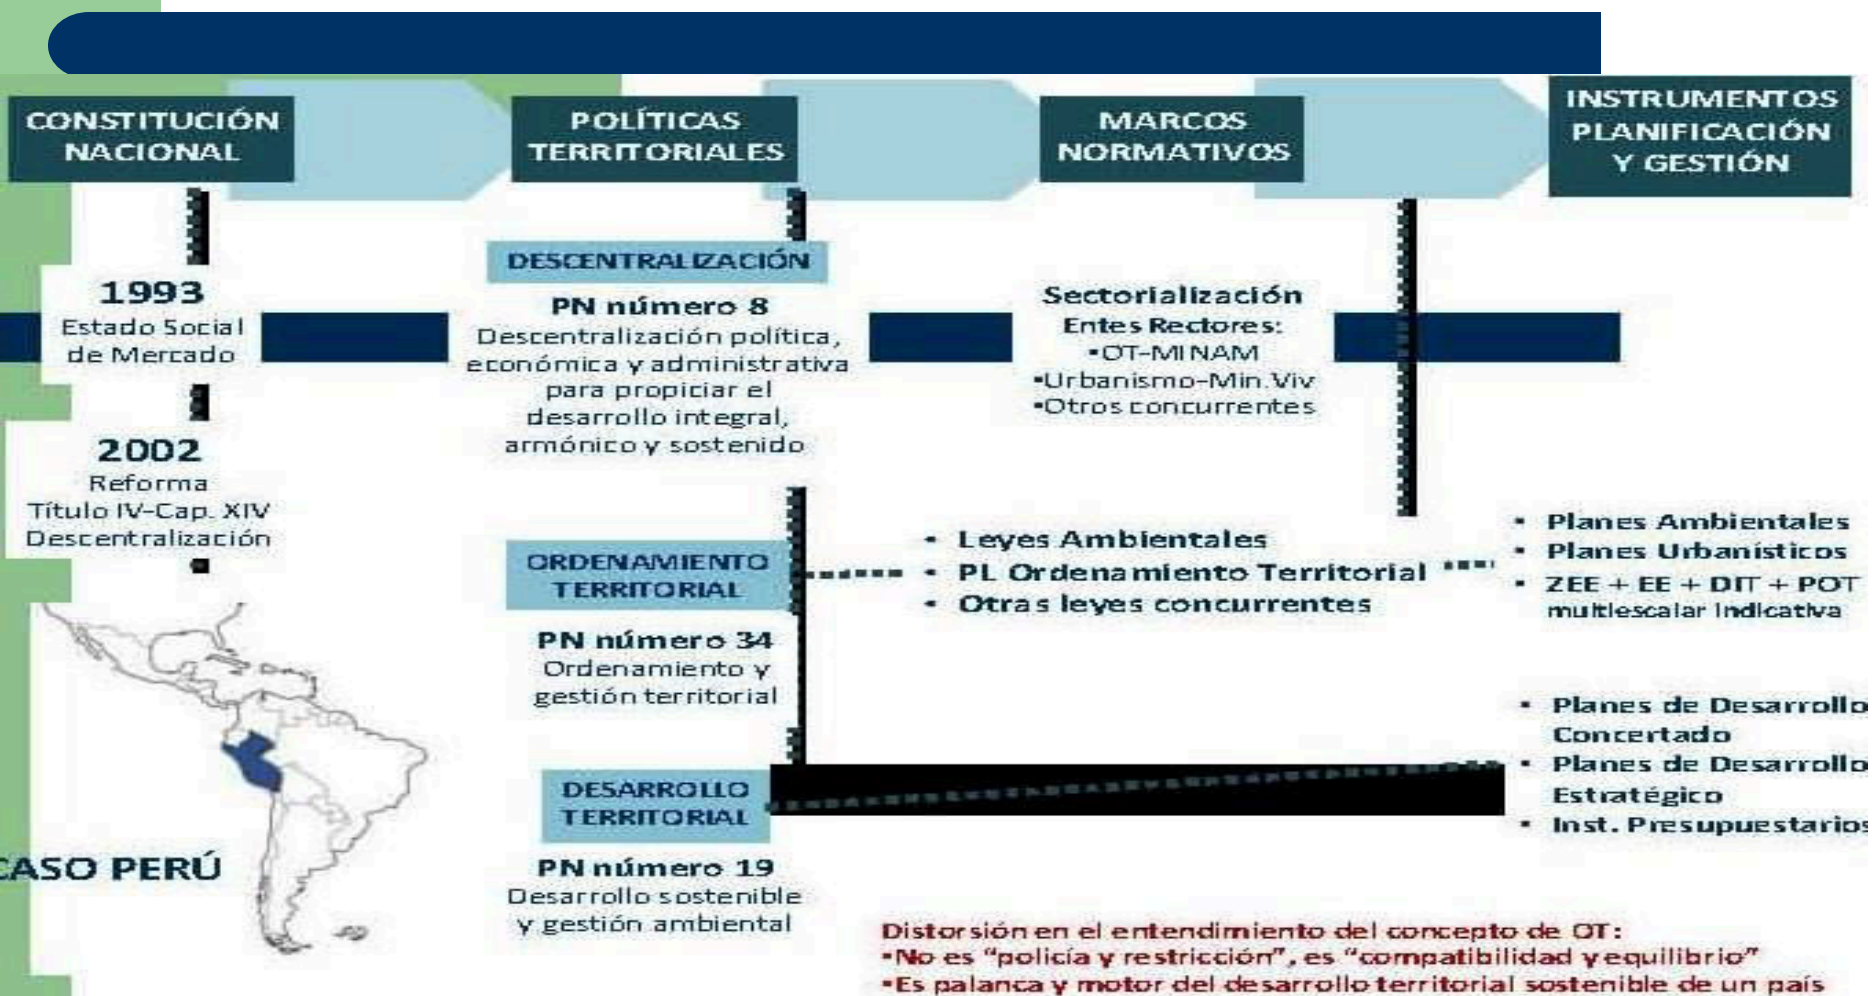 CONSTITUCIÓN
NACIONAL
POLÍTICAS
TERRITORIALES
MARCOS
NORMATIVOS
INSTRUMENTOS
PLANIFICACIÓN
Y GESTIÓN
1993
Estado Social
de Mercado
2002
Reforma
Título IV-Cap. XIV
Descentralización
CASO PERÚ
DESCENTRALIZACIÓN
PN número 8
Descentralización política,
económica y administrativa
para propiciar el
desarrollo integral,
armónico y sostenido
ORDENAMIENTO
TERRITORIAL
PN número 34
Ordenamiento y
gestión territorial
DESARROLLO
TERRITORIAL
PN número 19
Desarrollo sostenible
y gestión ambiental
Sectorialización
Entes Rectores:
•OT-MINAM
•Urbanismo-Min.Viv
•Otros concurrentes
• Leyes Ambientales
• PL Ordenamiento Territorial
• Otras leyes concurrentes
• Planes Ambientales
• Planes Urbanísticos
• ZEE + EE + DIT + POT
multiescalar indicativa
• Planes de Desarrollo
Concertado
• Planes de Desarrollo
Estratégico
• Inst. Presupuestarios
Distorsión en el entendimiento del concepto de OT:
•No es “policía y restricción”, es “compatibilidad y equilibrio”
•Es palanca y motor del desarrollo territorial sostenible de un país